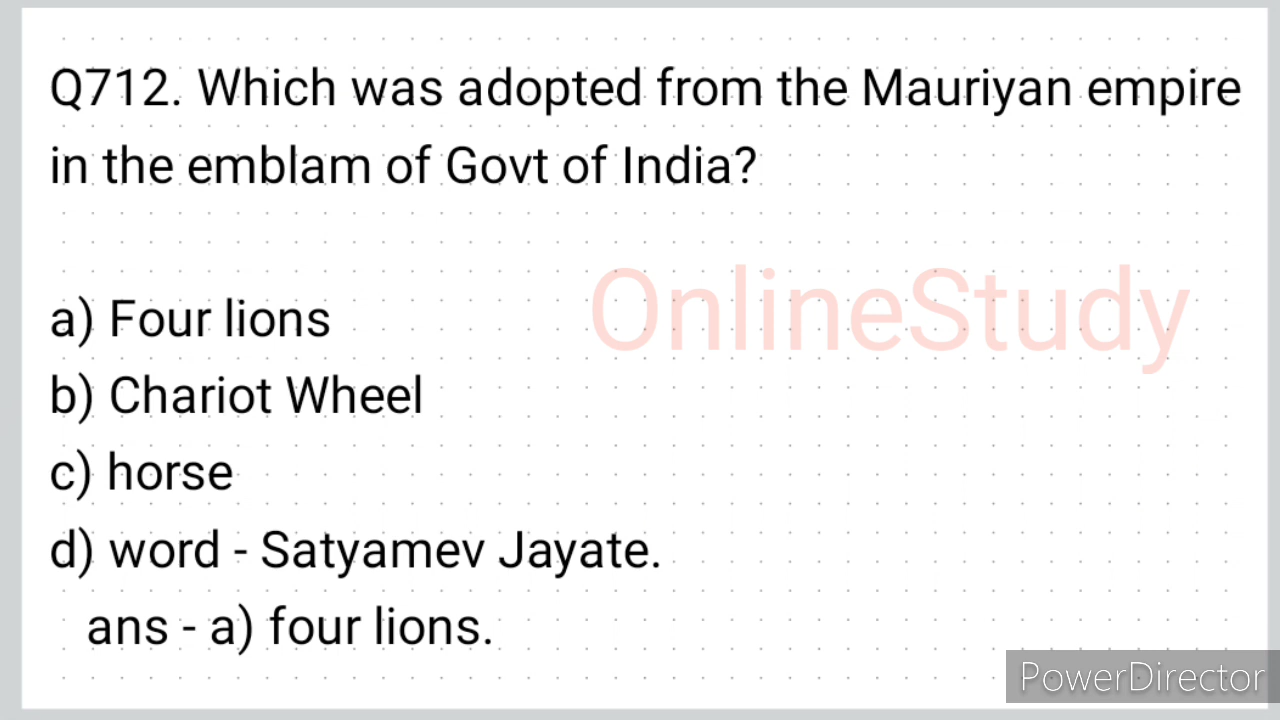 Q712. Which was adopted from the Mauriyan empire
in the emblam of Govt of India?
OnlineStudy
a) Four lions
b) Chariot Wheel
c) horse
d) word - Satyamev Jayate.
ans - a) four lions.
PowerDirector